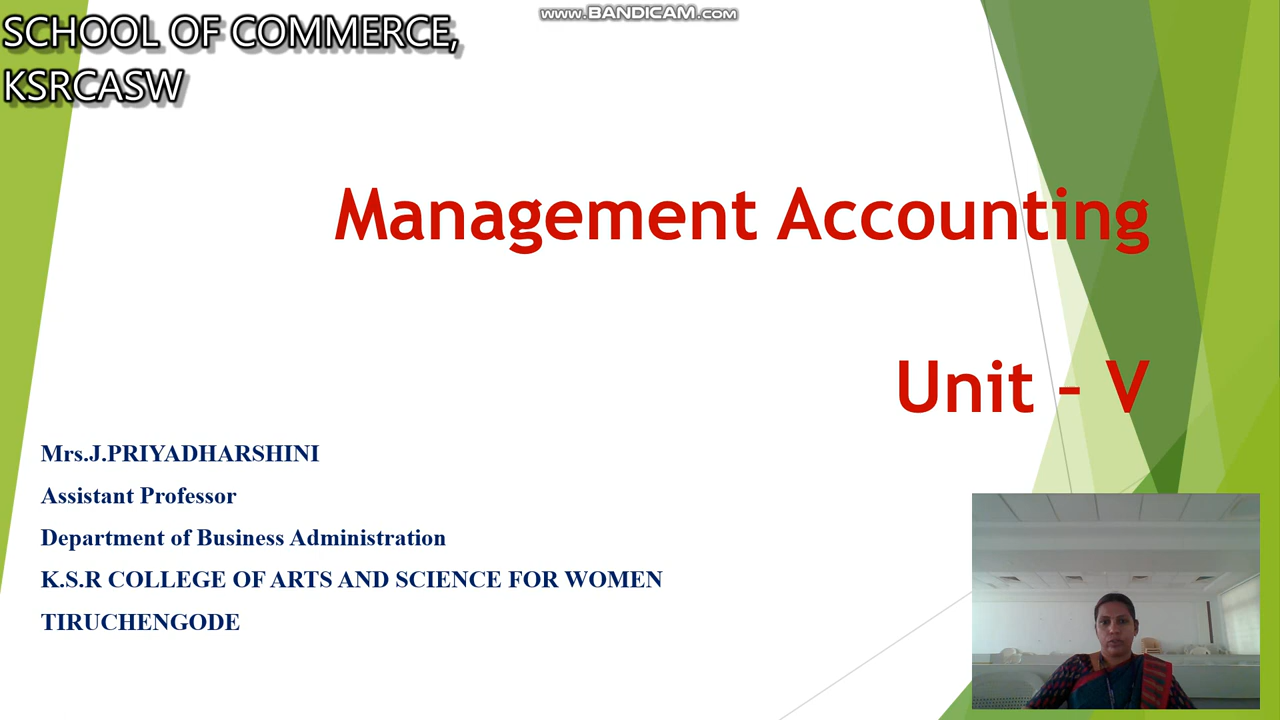 www.BANDICAM.com
SCHOOL OF COMMERCE,
KSRCASW
Management Accounting
Unit – V
Mrs.J.PRIYADHARSHINI
Assistant Professor
Department of Business Administration
K.S.R COLLEGE OF ARTS AND SCIENCE FOR WOMEN
TIRUCHENGODE